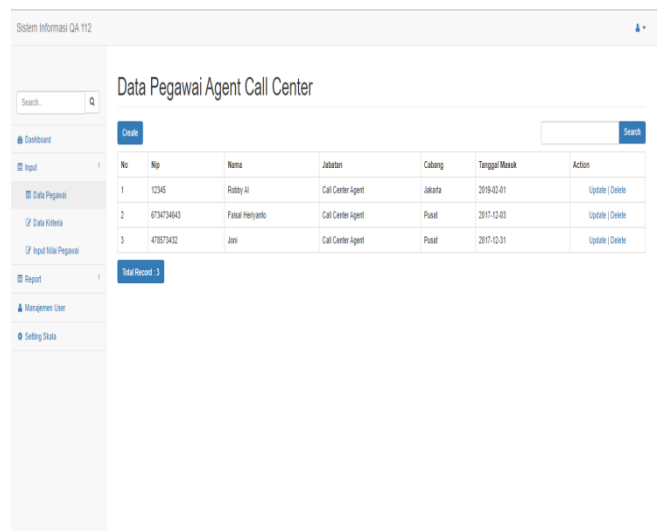 Sistem Informasi QA 112
Search..
Dashboard
Input
Data Pegawai
Data Kriteria
Input Nilai Pegawai
Report
Manajemen User
Setting Skala
Data Pegawai Agent Call Center
Create
Search
No Nip Nama Jabatan Cabang Tanggal Masuk Action
1 12345 Robby Al Call Center Agent Jakarta 2019-02-01 Update | Delete
2 6734734643 Faisal Heriyanto Call Center Agent Pusat 2017-12-03 Update | Delete
3 478573432 Joni Call Center Agent Pusat 2017-12-31 Update | Delete
Total Record : 3